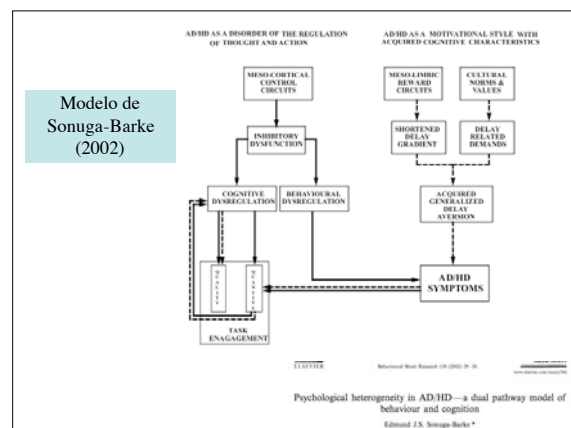 AD/HD AS A DISORDER OF THE REGULATION
OF THOUGHT AND ACTION
AD/HD AS A MOTIVATIONAL STYLE WITH
ACQUIRED COGNITIVE CHARACTERISTICS
Modelo de
Sonuga-Barke
(2002)
MESO-CORTICAL
CONTROL
CIRCUITS
MESO-LIMBIC
REWARD
CIRCUITS
CULTURAL
NORMS &
VALUES
INHIBITORY
DYSFUNCTION
SHORTENED
DELAY
GRADIENT
DELAY
RELATED
DEMANDS
COGNITIVE
DYSREGULATION
BEHAVIOURAL
DYSREGULATION
ACQUIRED
GENERALIZED
DELAY
AVERSION
QUALITY
QUANTITY
TASK
ENAGAGEMENT
AD/HD
SYMPTOMS
ELSEVIER
Behavioural Brain Research 130 (2002) 29–36
Psychological heterogeneity in AD/HD—a dual pathway model of
behaviour and cognition
Edmund J.S. Sonuga-Barke *